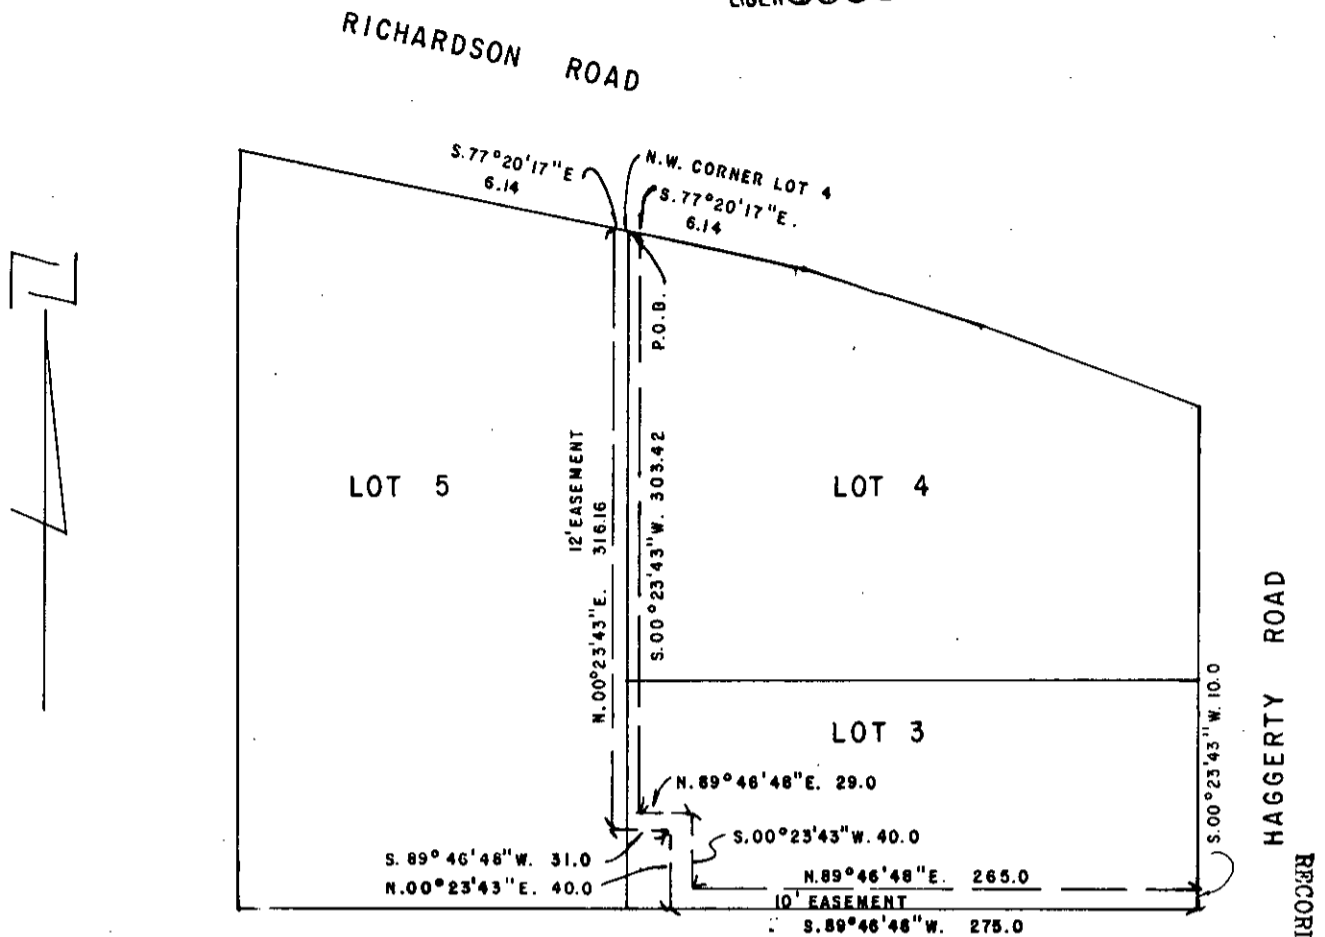 RICHARDSON ROAD
S.77°20'17"E
6.14
N.W. CORNER LOT 4
S.77°20'17"E.
6.14
P.O.B.
12' EASEMENT
N.00°23'43"E. 316.16
S.00°23'43"W. 303.42
LOT 5
LOT 4
LOT 3
HAGGERTY ROAD
S.00°23'43"W. 10.0
N.89°46'48"E. 29.0
S.00°23'43"W. 40.0
S.89°46'48"W. 31.0
N.00°23'43"E. 40.0
N.89°46'48"E. 265.0
10' EASEMENT
S.89°46'48"W. 275.0